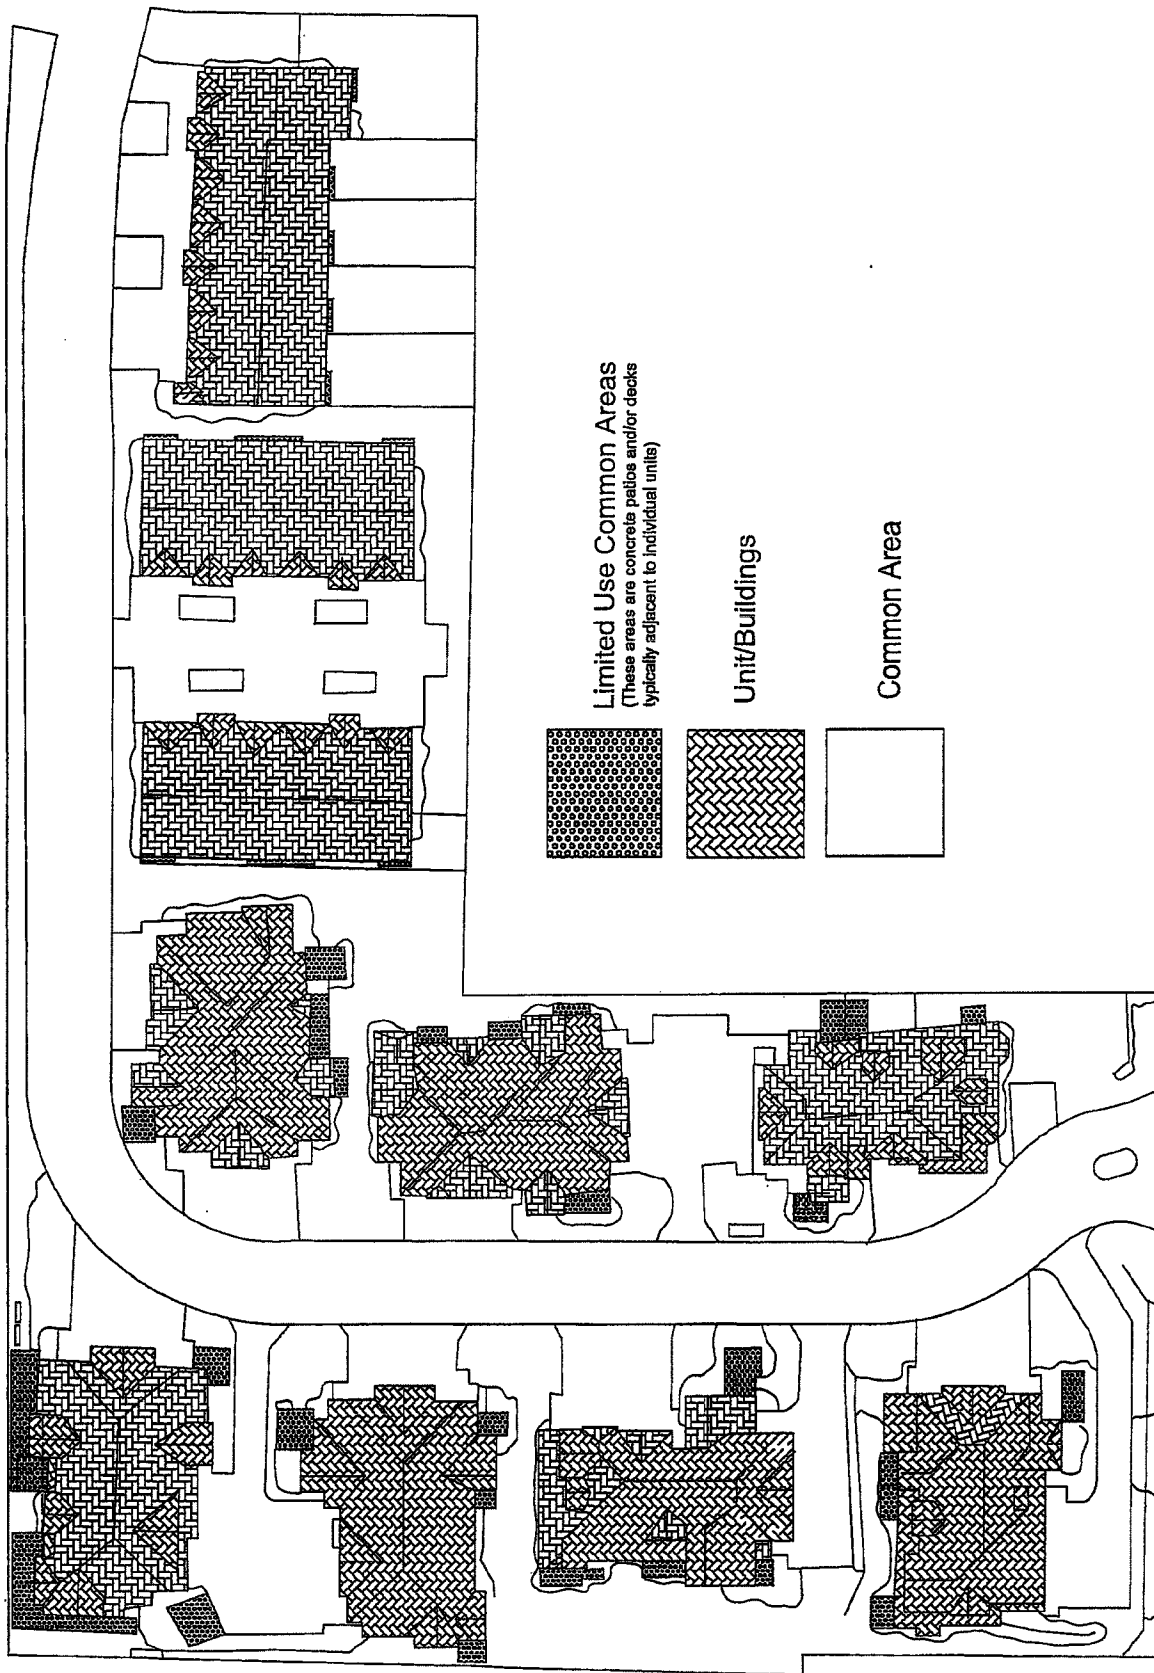 Limited Use Common Areas
(These areas are concrete patios and/or decks
typically adjacent to individual units)
Unit/Buildings
Common Area